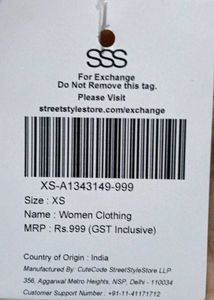 SSS
For Exchange
Do Not Remove this tag.
Please Visit
streetstylestore.com/exchange
XS-A1343149-999
Size : XS
Name : Women Clothing
MRP : Rs.999 (GST Inclusive)
Country of Origin : India
Manufactured By: CuteCode StreetStyleStore LLP
356, Aggarwal Metro Heights, NSP, Delhi - 110034
Customer Support Number : +91-11-41171712